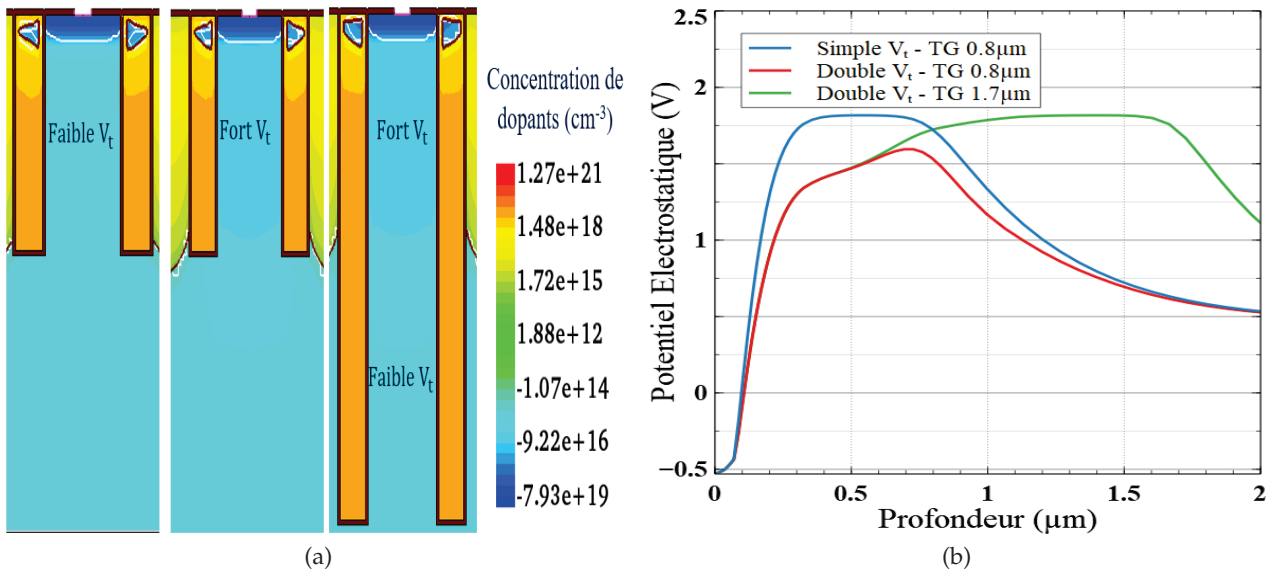 Faible Vt
Fort Vt
Fort Vt
Faible Vt
Concentration de
dopants (cm-3)
1.27e+21
1.48e+18
1.72e+15
1.88e+12
-1.07e+14
-9.22e+16
-7.93e+19
(a)
Potentiel Electrostatique (V)
2.5
2
1
0
−0.5
Simple Vt - TG 0.8μm
Double Vt - TG 0.8μm
Double Vt - TG 1.7μm
0
0.5
1
1.5
2
Profondeur (μm)
(b)